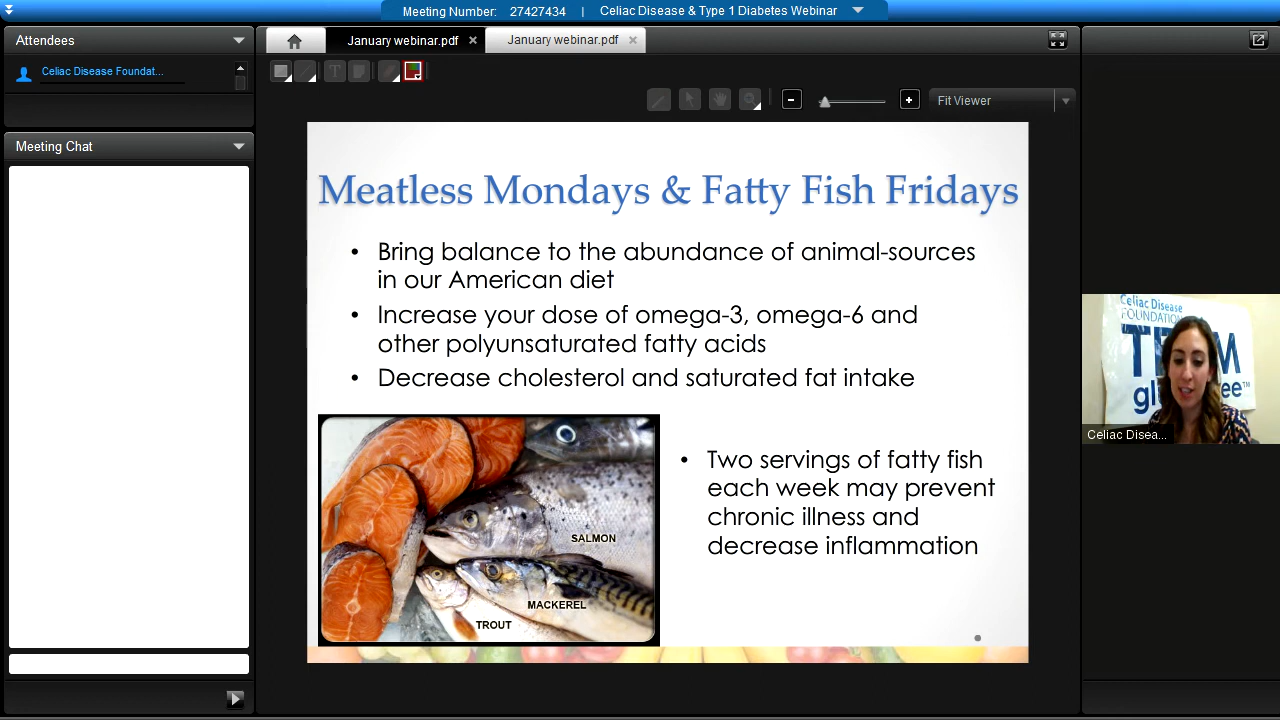 Meeting Number: 27427434 | Celiac Disease & Type 1 Diabetes Webinar
Attendees
Celiac Disease Foundat...
Meeting Chat
January webinar.pdf
January webinar.pdf
Fit Viewer
Meatless Mondays & Fatty Fish Fridays
• Bring balance to the abundance of animal-sources
in our American diet
• Increase your dose of omega-3, omega-6 and
other polyunsaturated fatty acids
• Decrease cholesterol and saturated fat intake
SALMON
MACKEREL
TROUT
• Two servings of fatty fish
each week may prevent
chronic illness and
decrease inflammation
Celiac Disease
FOUNDATION
Celiac Disea...